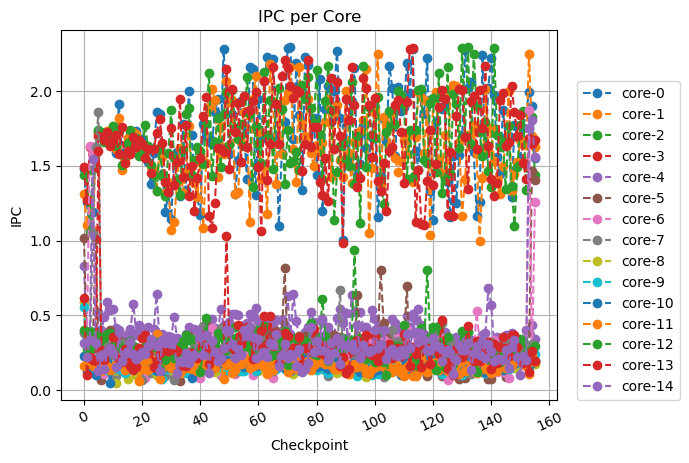 IPC per Core
IPC
2.0
1.5
1.0
0.5
0.0
0
20
40
60
80
100
120
140
160
Checkpoint
core-0
core-1
core-2
core-3
core-4
core-5
core-6
core-7
core-8
core-9
core-10
core-11
core-12
core-13
core-14